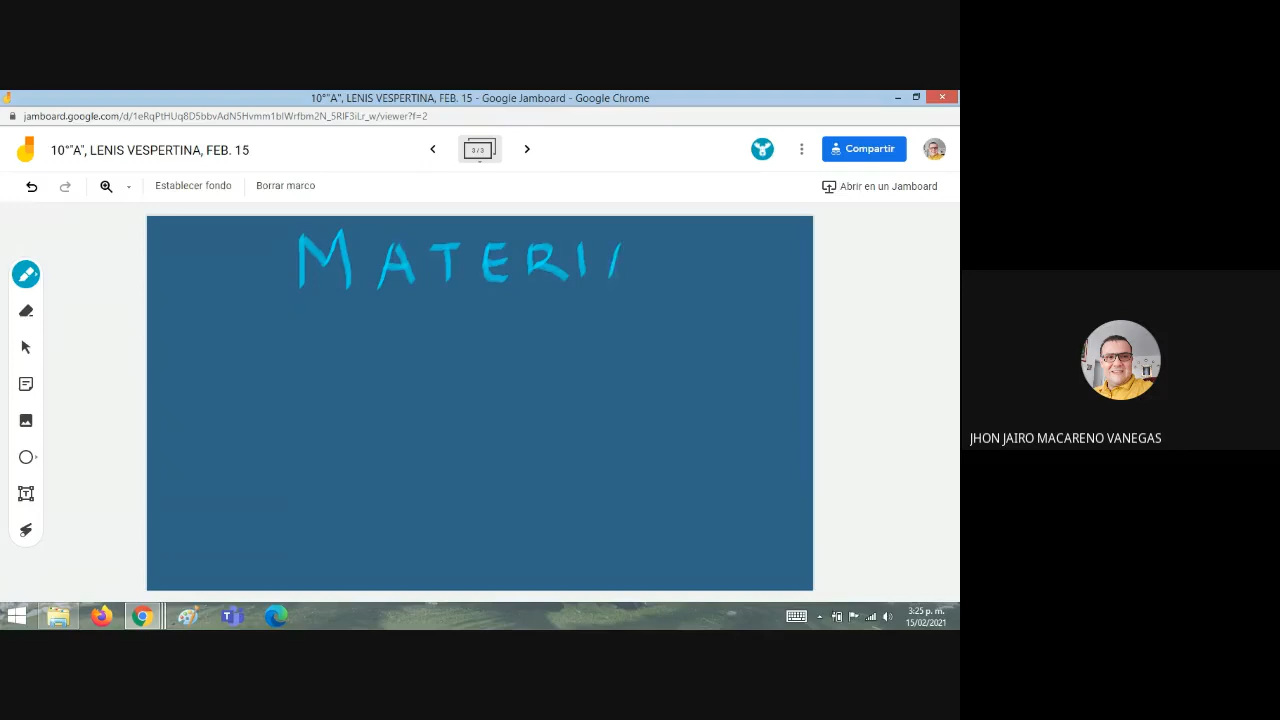 10°"A", LENIS VESPERTINA, FEB. 15 - Google Jamboard - Google Chrome
jamboard.google.com/d/1eRqPtHUq8D5bbvAdN5Hvmm1blWrfbm2N_5RlF3iLr_w/viewer?f=2
10°"A", LENIS VESPERTINA, FEB. 15
3/3
Compartir
Establecer fondo
Borrar marco
Abrir en un Jamboard
MATERI
JHON JAIRO MACARENO VANEGAS
3:25 p. m.
15/02/2021